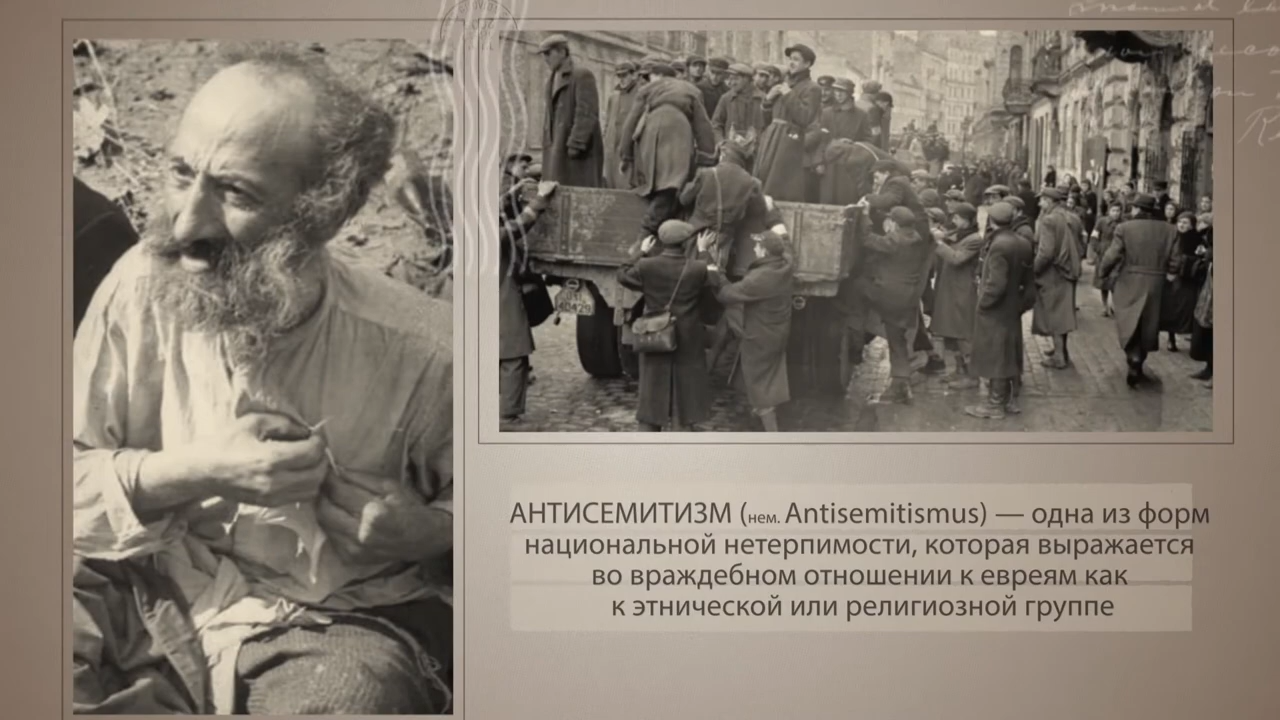 АНТИСЕМИТИЗМ (нем. Antisemitismus) — одна из форм
национальной нетерпимости, которая выражается
во враждебном отношении к евреям как
к этнической или религиозной группе